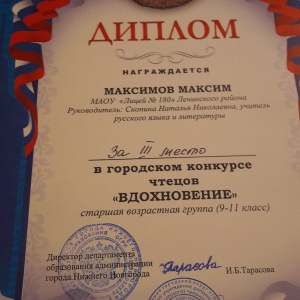 ДИПЛОМ
НАГРАЖДАЕТСЯ
МАКСИМОВ МАКСИМ
МАОУ «Лицей № 180» Ленинского района
Руководитель: Скопина Наталья Николаевна, учитель
русского языка и литературы
За III место
в городском конкурсе
чтецов
«ВДОХНОВЕНИЕ»
старшая возрастная группа (9-11 класс)
Директор департамента
образования администрации
города Нижнего Новгорода
Тарасова
И.Б.Тарасова